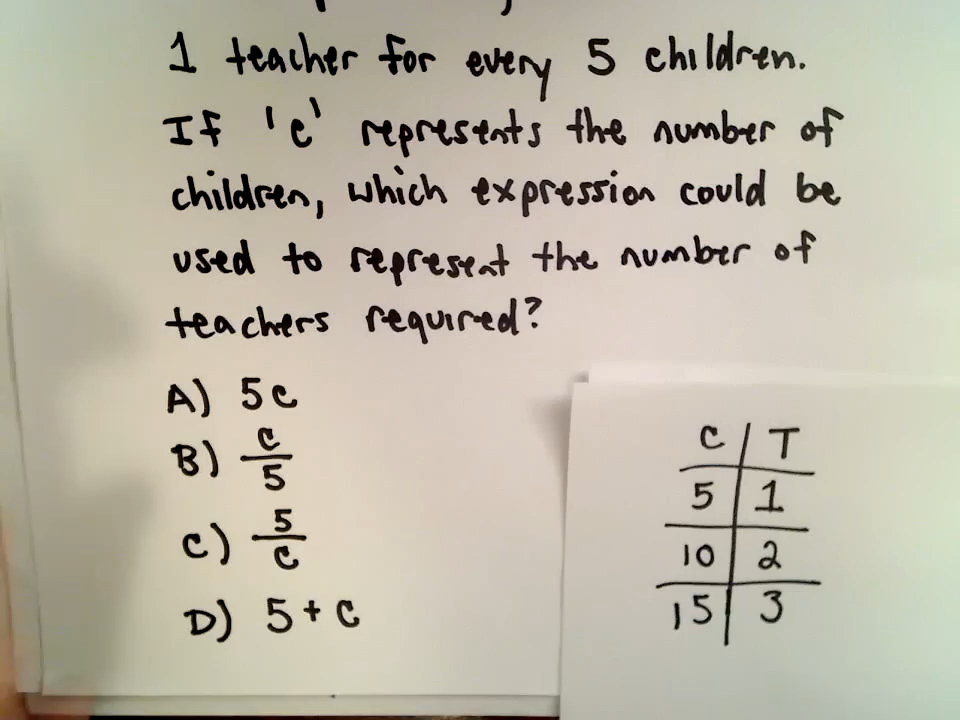 1 teacher for every 5 children.
If 'c' represents the number of
children, which expression could be
used to represent the number of
teachers required?
A) 5c
B) c/5
C) 5/c
D) 5+c
C | T
5 | 1
10 | 2
15 | 3